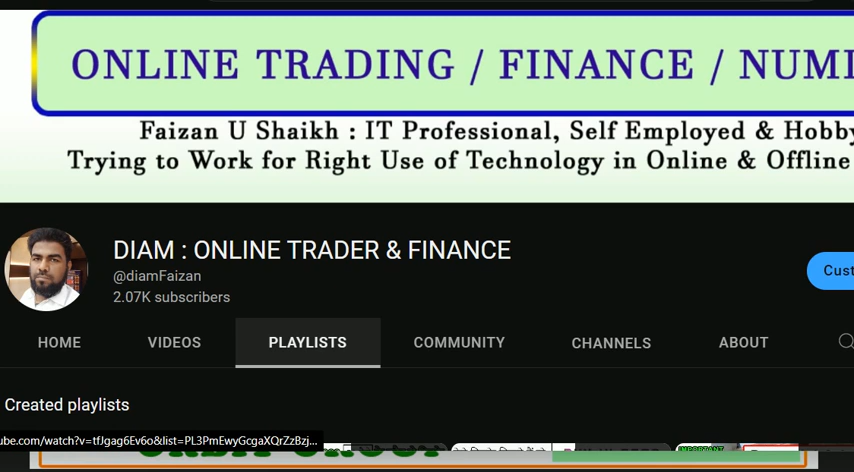 ONLINE TRADING / FINANCE / NUMI
Faizan U Shaikh : IT Professional, Self Employed & Hobby
Trying to Work for Right Use of Technology in Online & Offline
DIAM : ONLINE TRADER & FINANCE
@diamFaizan
2.07K subscribers
Cust
HOME VIDEOS PLAYLISTS COMMUNITY CHANNELS ABOUT
Created playlists
ube.com/watch?v=tfJgag6Ev6o&list=PL3PmEwyGcgaXQrZzBzj...
IMPORTANT